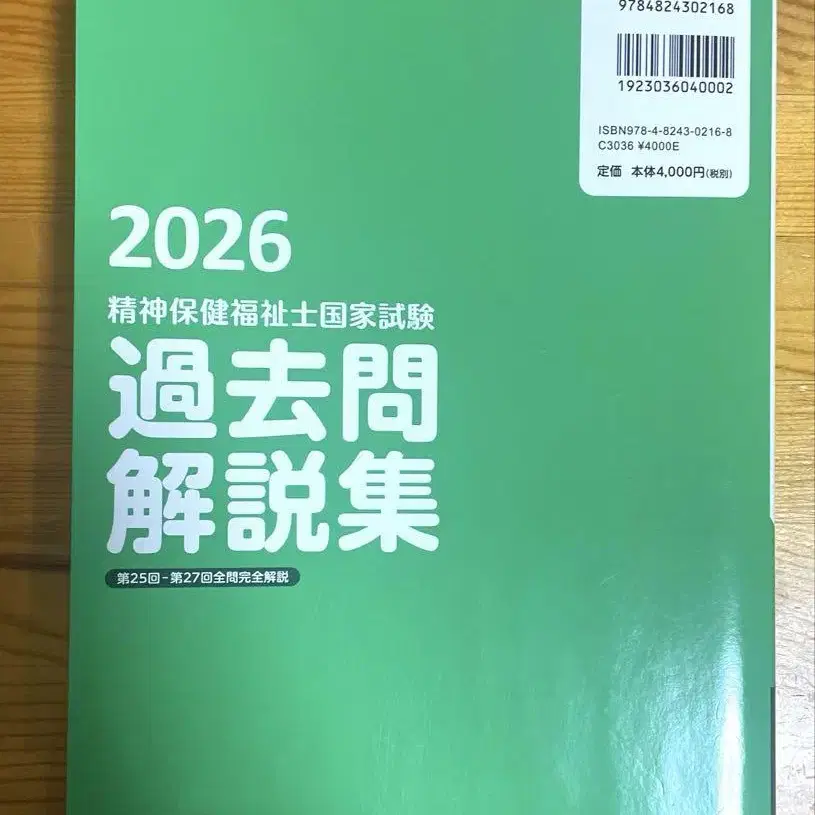 9784824302168
1923036040002
ISBN978-4-8243-0216-8
C3036 ¥4000E
定価 本体4,000円(税別)
2026
精神保健福祉士国家試験
過去問
解説集
第25回-第27回全問完全解説